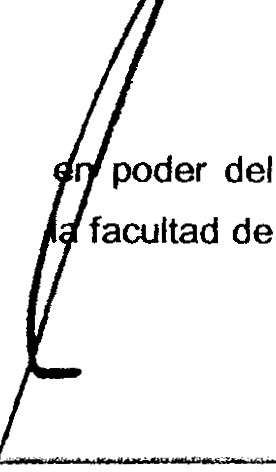 en poder del
la facultad de